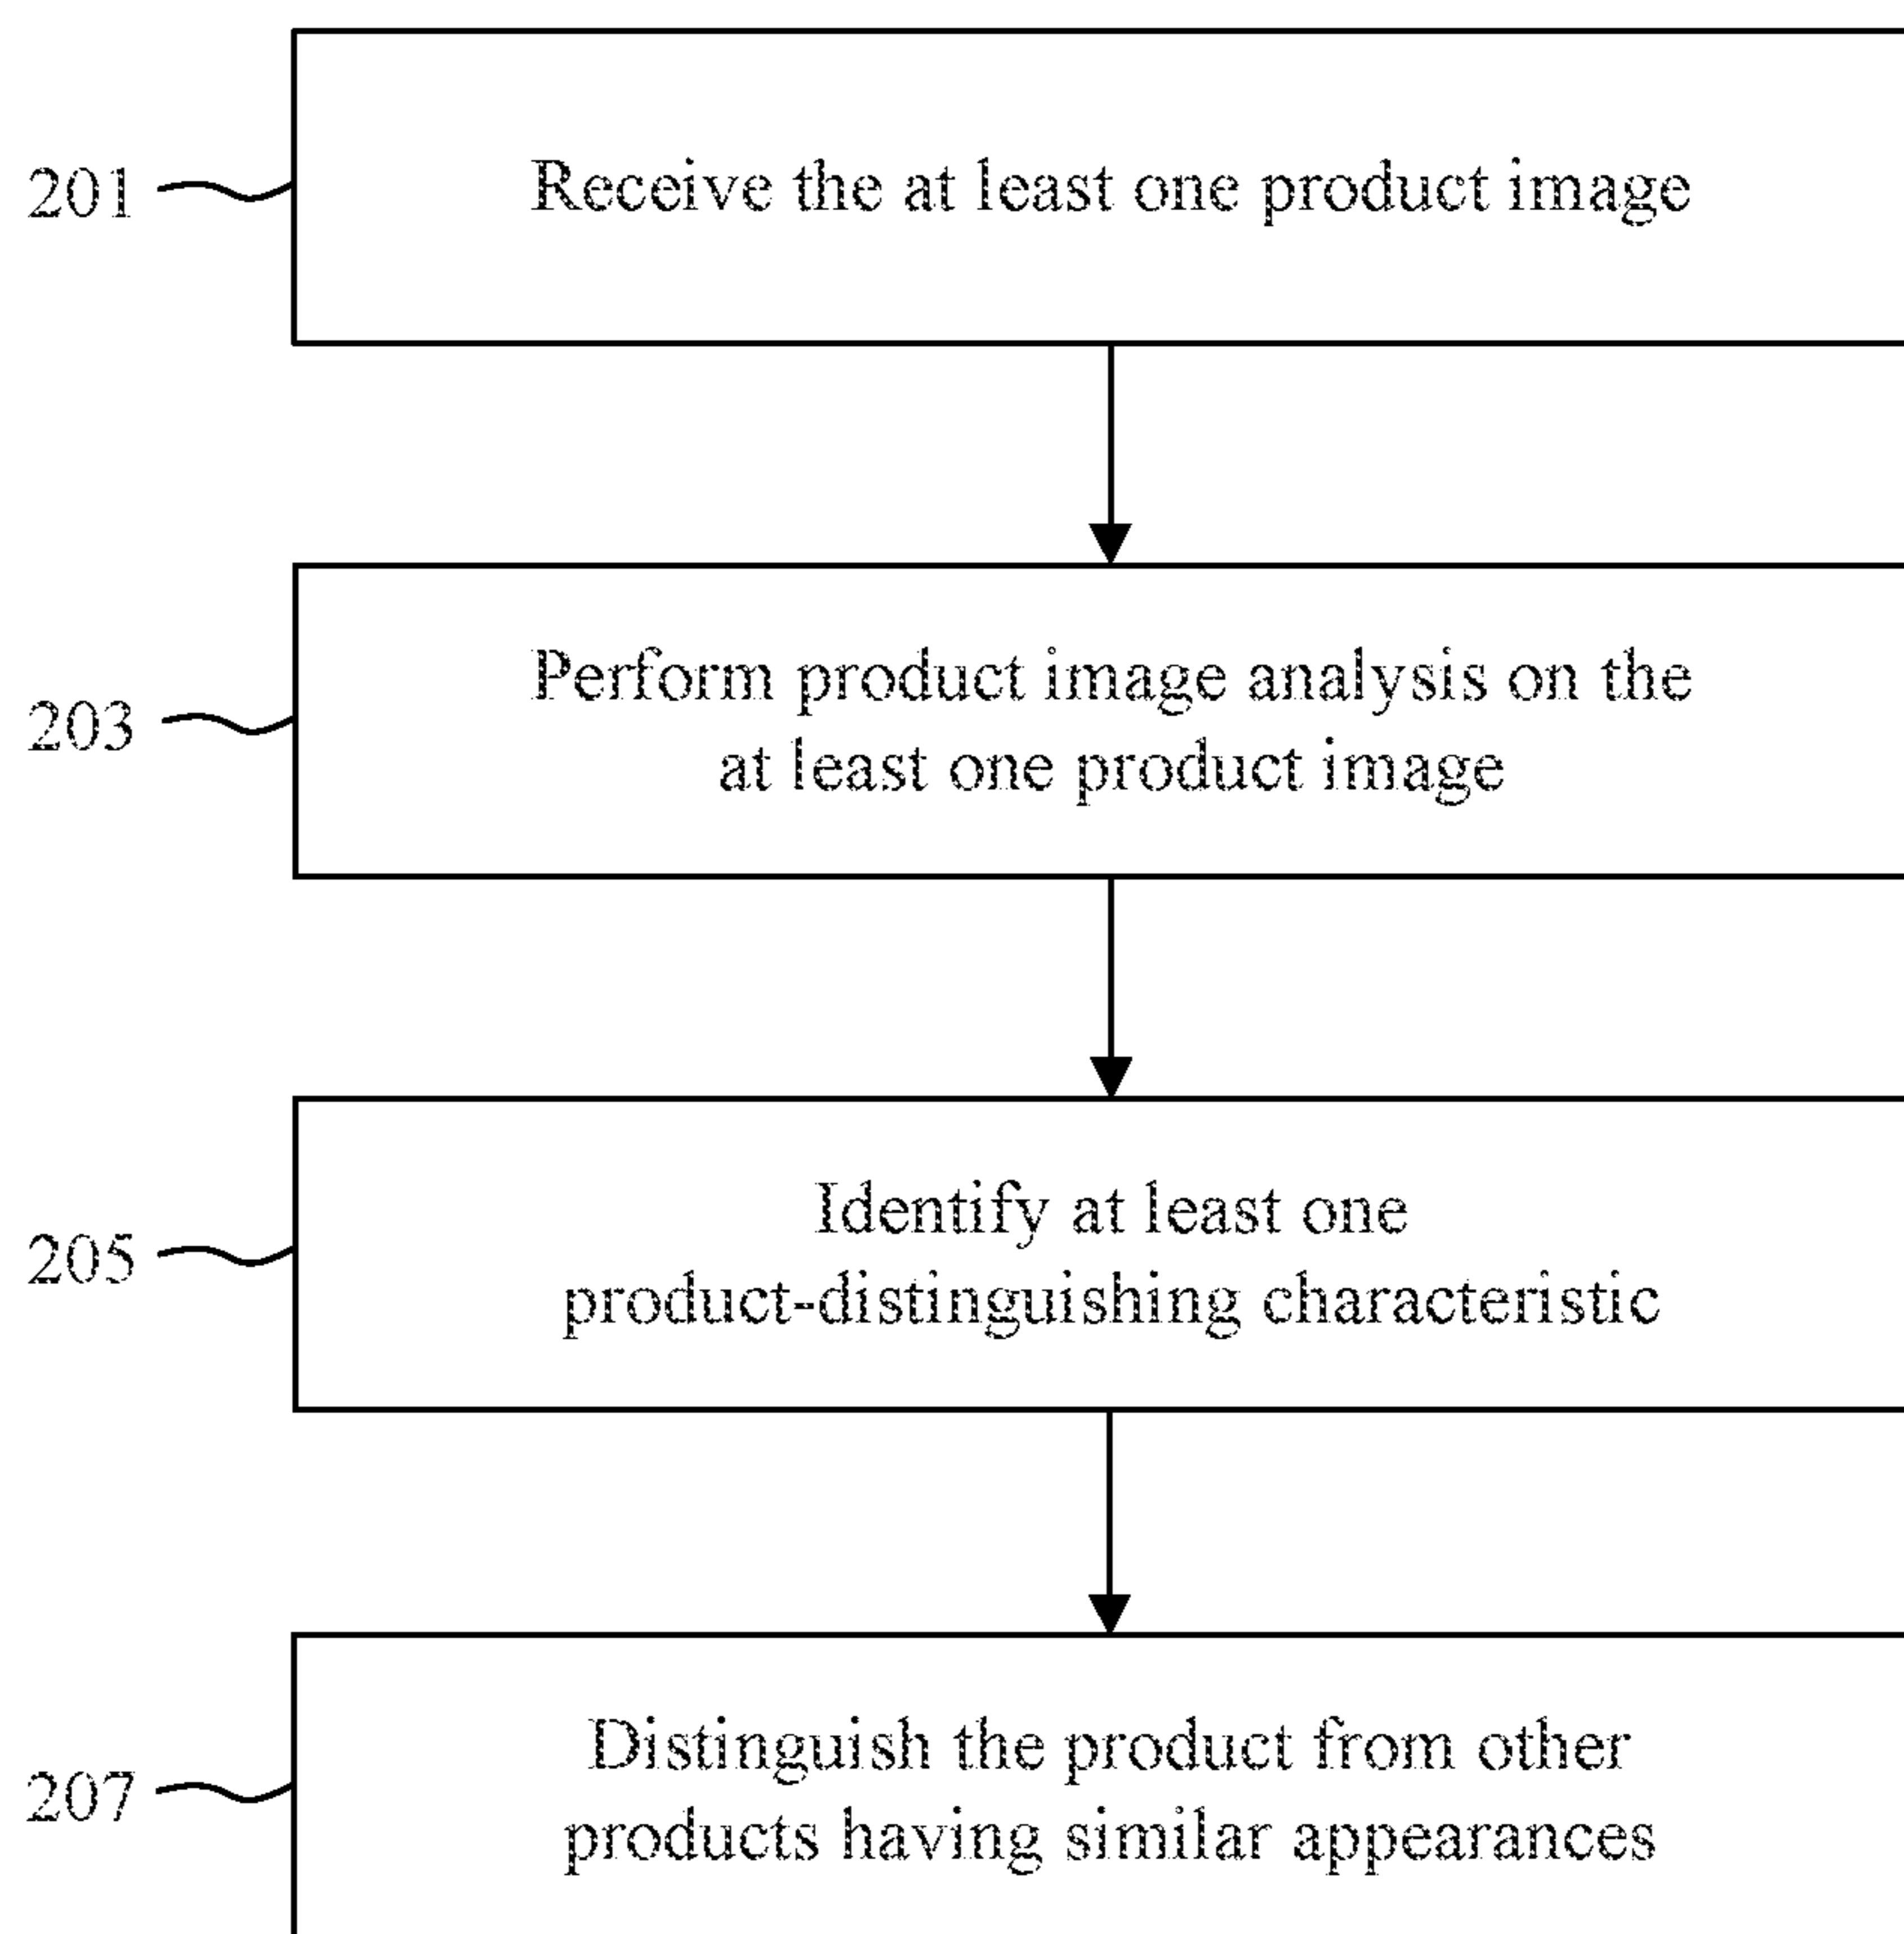 201
Receive the at least one product image
203
Perform product image analysis on the
at least one product image
205
Identify at least one
product-distinguishing characteristic
207
Distinguish the product from other
products having similar appearances